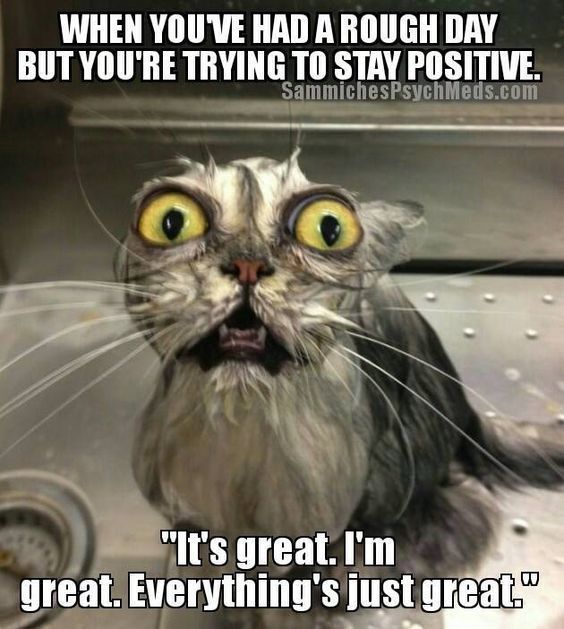 WHEN YOU'VE HAD A ROUGH DAY
BUT YOU'RE TRYING TO STAY POSITIVE.
SammichesPsychMeds.com
"It's great. I'm
great. Everything's just great."